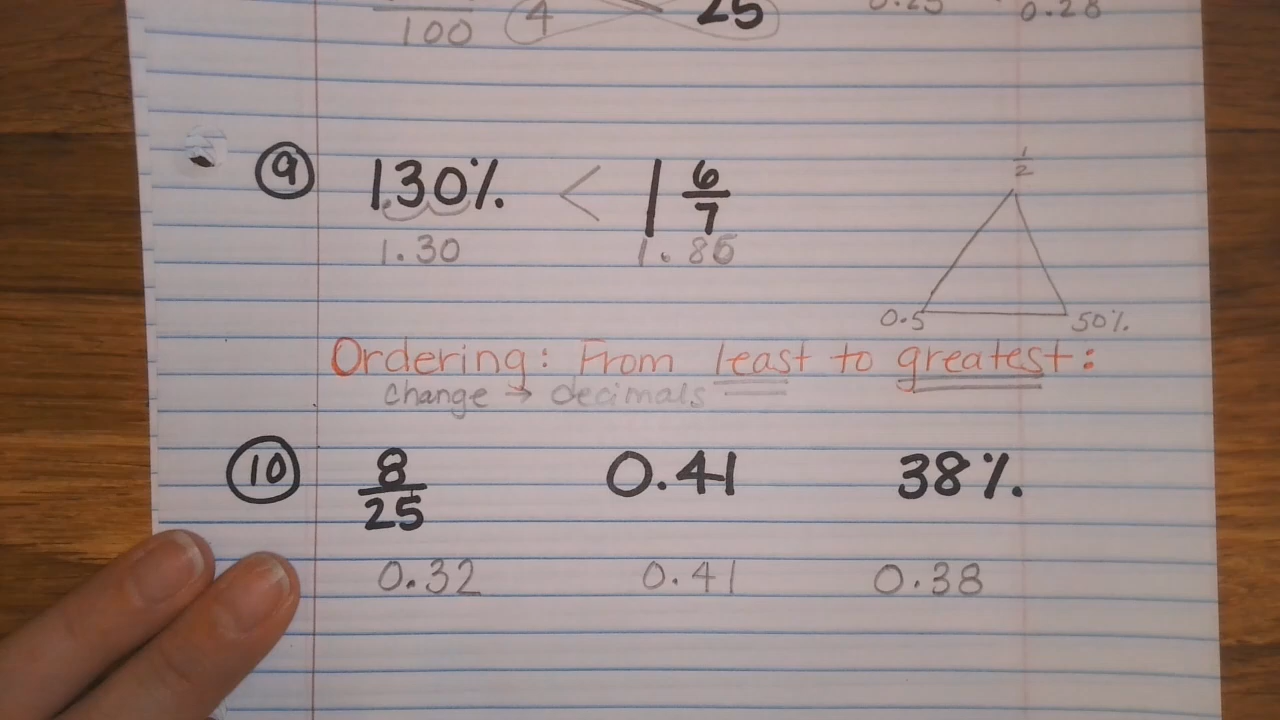 100 4 25 0.28
9 130% < 1 6/7
1.30 1.86
1/2
0.5 50%
Ordering: From least to greatest:
change → decimals
10 8/25 0.41 38%
0.32 0.41 0.38